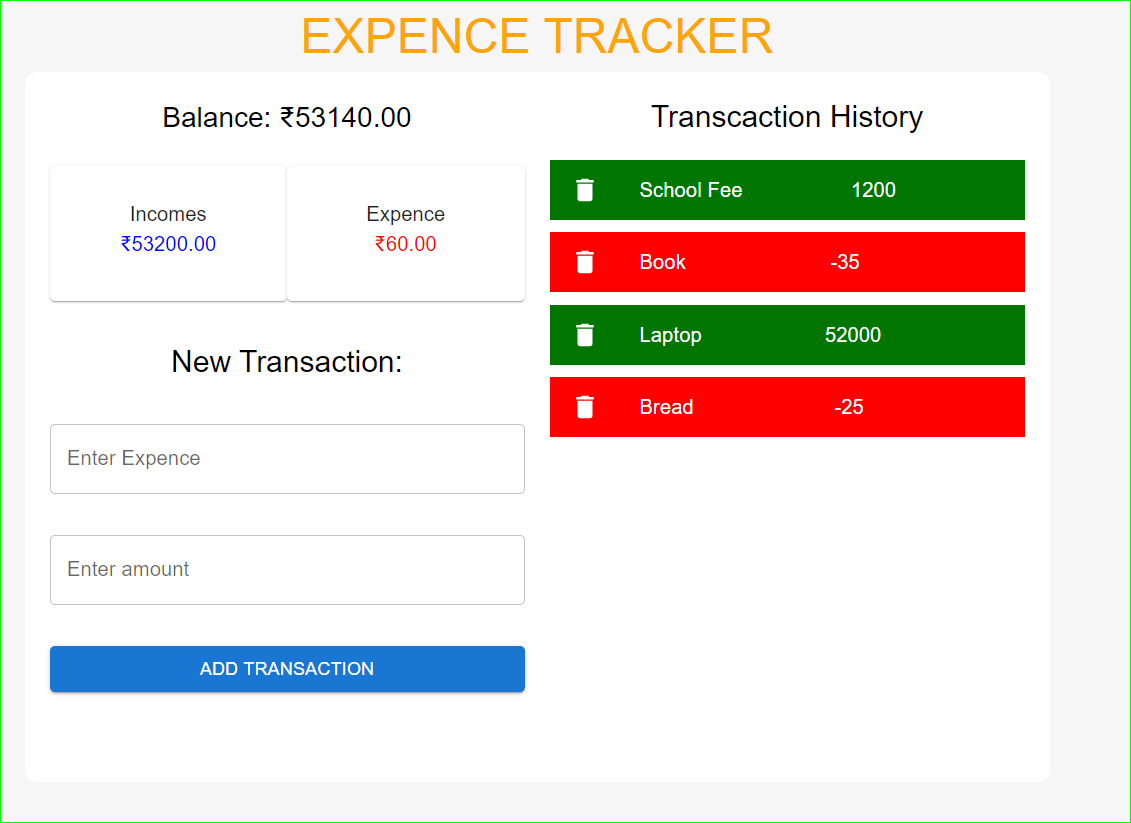 EXPENCE TRACKER
Balance: ₹53140.00
Incomes
₹53200.00
Expence
₹60.00
New Transaction:
Enter Expence
Enter amount
ADD TRANSACTION
Transcaction History
School Fee 1200
Book -35
Laptop 52000
Bread -25